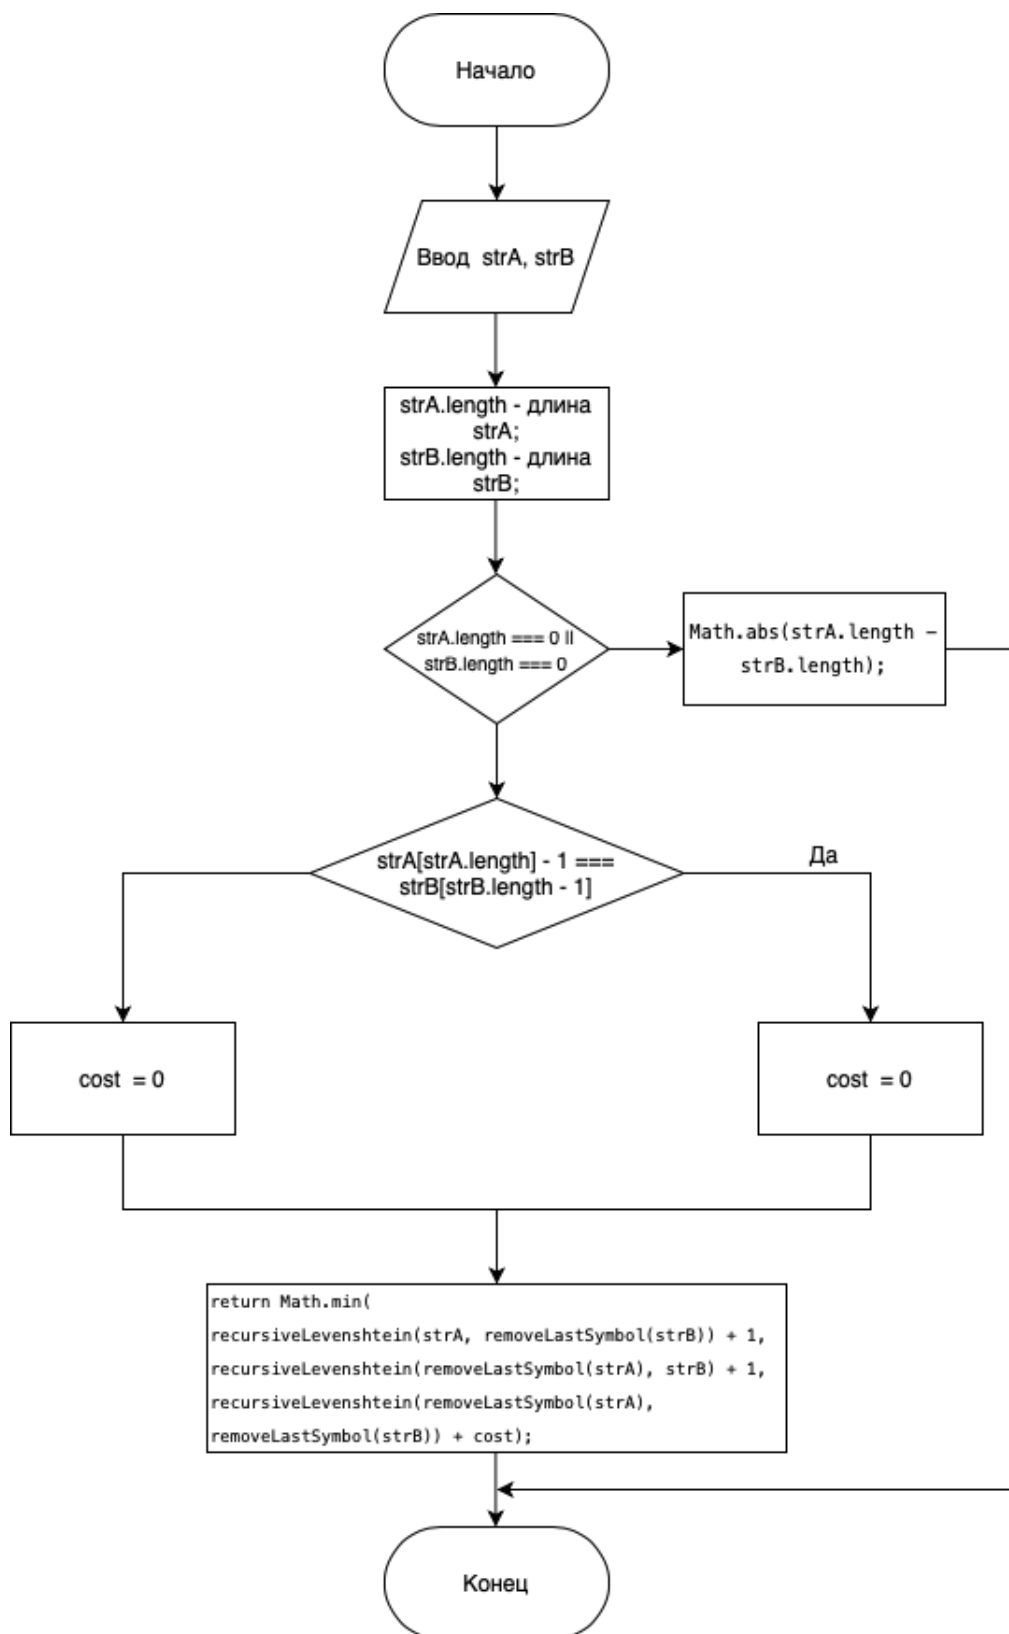 Начало
Ввод strA, strB
strA.length - длина
strA;
strB.length - длина
strB;
strA.length === 0 ||
strB.length === 0
Math.abs(strA.length –
strB.length);
strA[strA.length] - 1 ===
strB[strB.length - 1]
Да
cost = 0
cost = 0
return Math.min(
recursiveLevenshtein(strA, removeLastSymbol(strB)) + 1,
recursiveLevenshtein(removeLastSymbol(strA), strB) + 1,
recursiveLevenshtein(removeLastSymbol(strA),
removeLastSymbol(strB)) + cost);
Конец